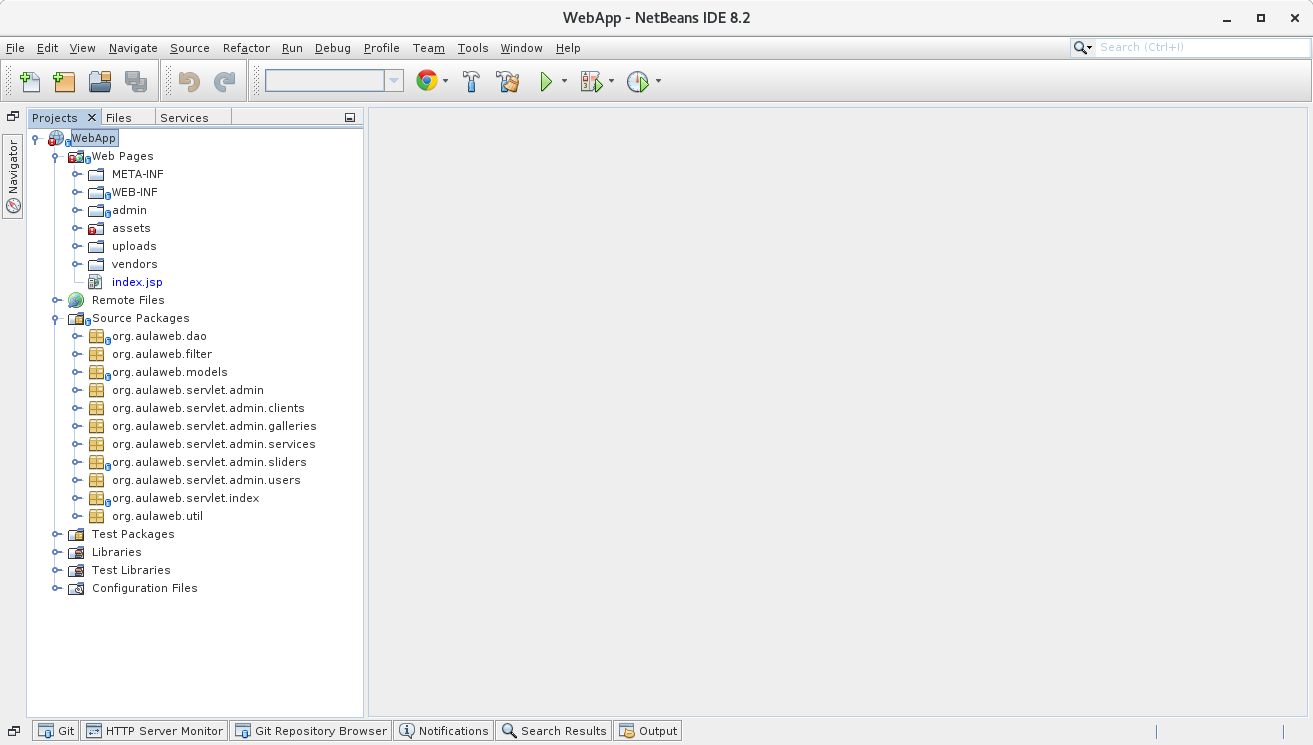 WebApp - NetBeans IDE 8.2
File Edit View Navigate Source Refactor Run Debug Profile Team Tools Window Help Search (Ctrl+I)
Projects Files Services
Navigator
WebApp
Web Pages
META-INF
WEB-INF
admin
assets
uploads
vendors
index.jsp
Remote Files
Source Packages
org.aulaweb.dao
org.aulaweb.filter
org.aulaweb.models
org.aulaweb.servlet.admin
org.aulaweb.servlet.admin.clients
org.aulaweb.servlet.admin.galleries
org.aulaweb.servlet.admin.services
org.aulaweb.servlet.admin.sliders
org.aulaweb.servlet.admin.users
org.aulaweb.servlet.index
org.aulaweb.util
Test Packages
Libraries
Test Libraries
Configuration Files
Git HTTP Server Monitor Git Repository Browser Notifications Search Results Output